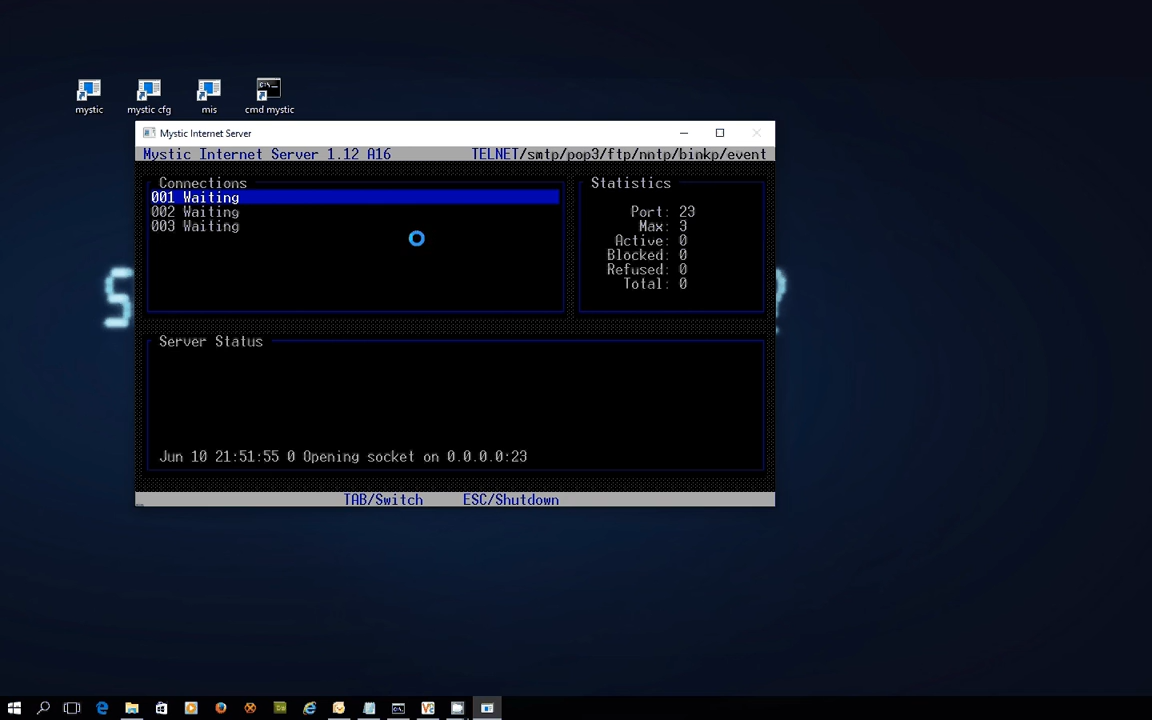 mystic
mystic cfg
mis
cmd mystic
Mystic Internet Server
Mystic Internet Server 1.12 A16 TELNET/smtp/pop3/ftp/nntp/binkp/event
Connections
001 Waiting
002 Waiting
003 Waiting
Statistics
Port: 23
Max: 3
Active: 0
Blocked: 0
Refused: 0
Total: 0
S
?
Server Status
Jun 10 21:51:55 0 Opening socket on 0.0.0.0:23
TAB/Switch ESC/Shutdown